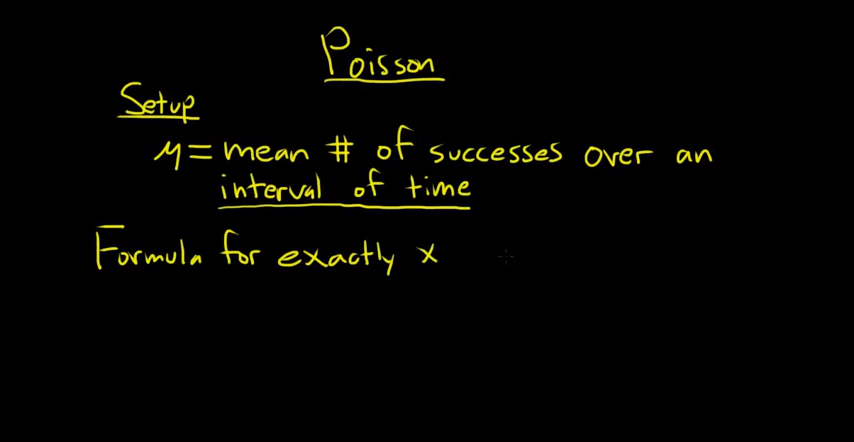 Poisson
Setup
μ = mean # of successes over an
interval of time
Formula for exactly x